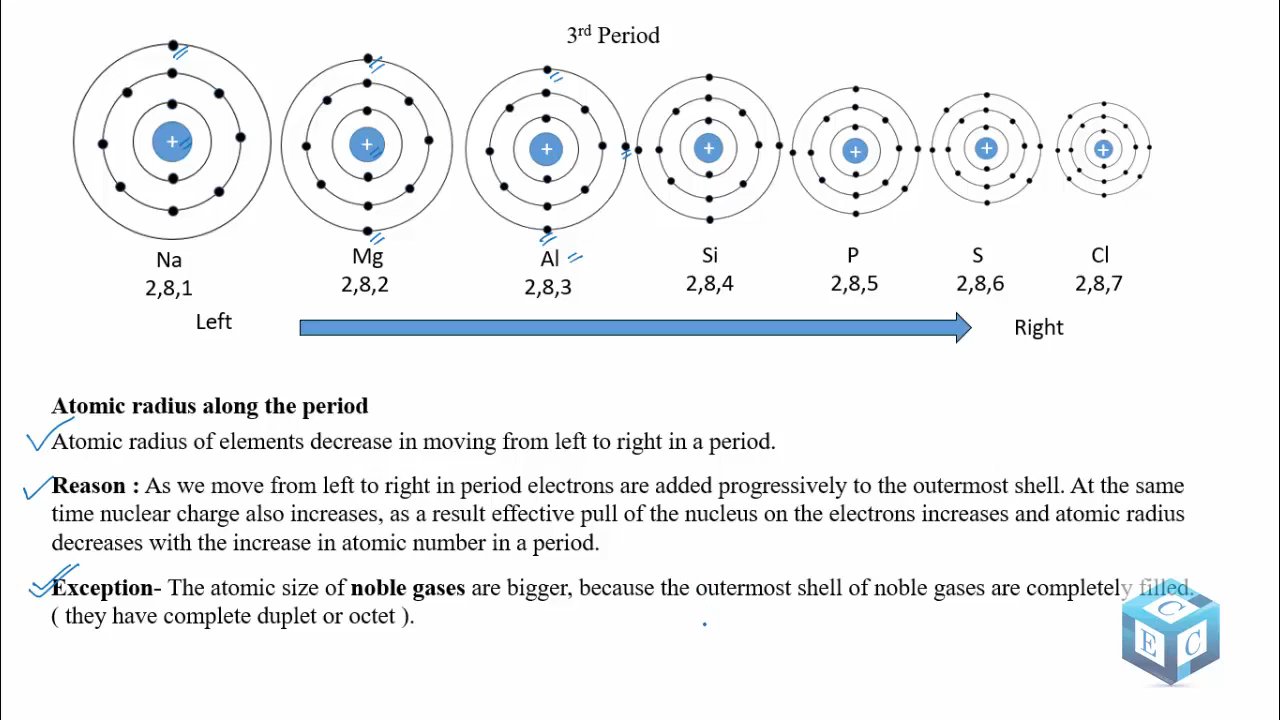 3rd Period
+ + + + + + +
Na Mg Al Si P S Cl
2,8,1 2,8,2 2,8,3 2,8,4 2,8,5 2,8,6 2,8,7
Left Right
Atomic radius along the period
Atomic radius of elements decrease in moving from left to right in a period.
Reason : As we move from left to right in period electrons are added progressively to the outermost shell. At the same
time nuclear charge also increases, as a result effective pull of the nucleus on the electrons increases and atomic radius
decreases with the increase in atomic number in a period.
Exception- The atomic size of noble gases are bigger, because the outermost shell of noble gases are completely filled.
( they have complete duplet or octet ).
C
E C